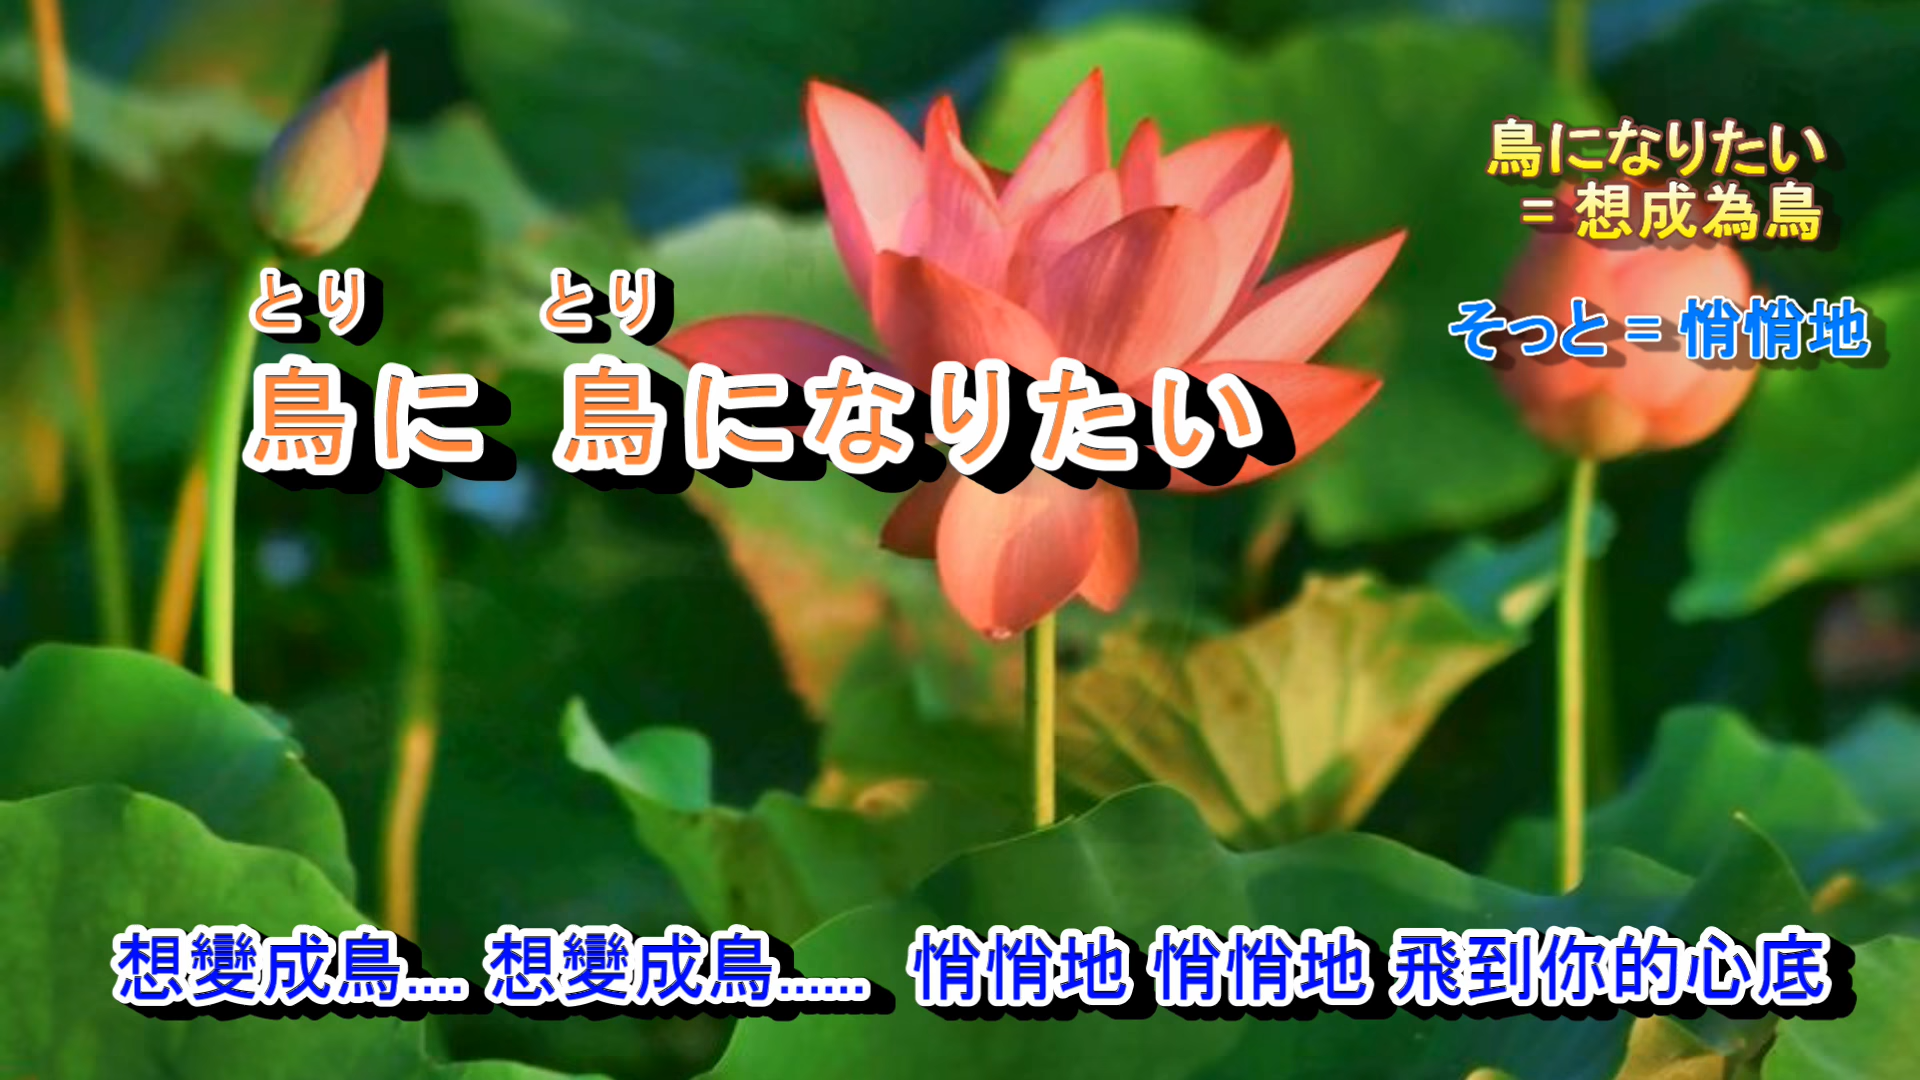 鳥になりたい
= 想成為鳥
とり とり
そっと = 悄悄地
鳥に 鳥になりたい
想變成鳥.... 想變成鳥...... 悄悄地 悄悄地 飛到你的心底